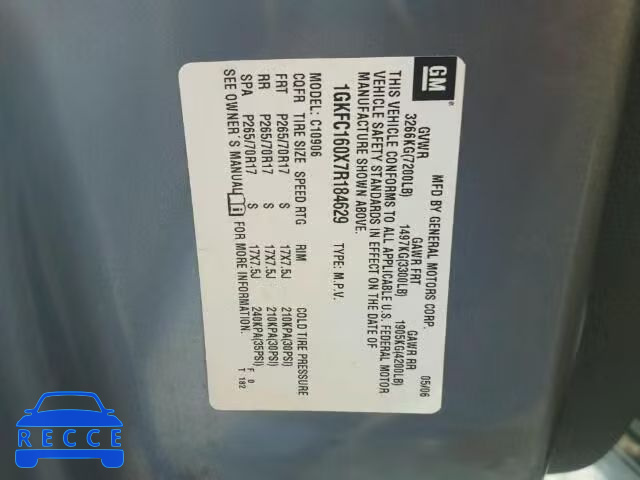 GM
MFD BY GENERAL MOTORS CORP. 05/06
GVWR GAWR FRT GAWR RR
3266KG(7200LB) 1497KG(3300LB) 1905KG(4200LB)
THIS VEHICLE CONFORMS TO ALL APPLICABLE U.S. FEDERAL MOTOR
VEHICLE SAFETY STANDARDS IN EFFECT ON THE DATE OF
MANUFACTURE SHOWN ABOVE.
1GKFC160X7R184629 TYPE: M.P.V.
MODEL: C10906
CQFR TIRE SIZE SPEED RTG RIM COLD TIRE PRESSURE
FRT P265/70R17 S 17X7.5J 210KPA(30PSI)
RR P265/70R17 S 17X7.5J 210KPA(30PSI)
SPA P265/70R17 S 17X7.5J 240KPA(35PSI)
SEE OWNER`S MANUAL FOR MORE INFORMATION.
F 0
T 182
RECCE